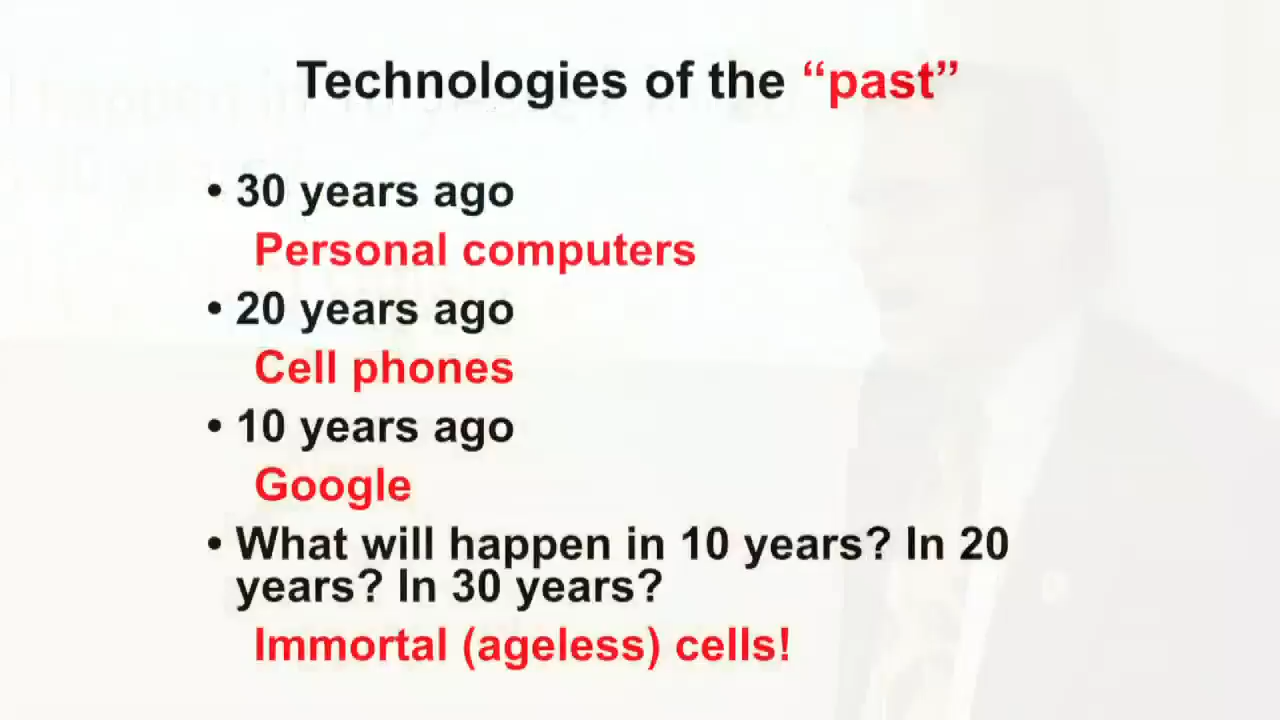 Technologies of the “past”
• 30 years ago
Personal computers
• 20 years ago
Cell phones
• 10 years ago
Google
• What will happen in 10 years? In 20
years? In 30 years?
Immortal (ageless) cells!